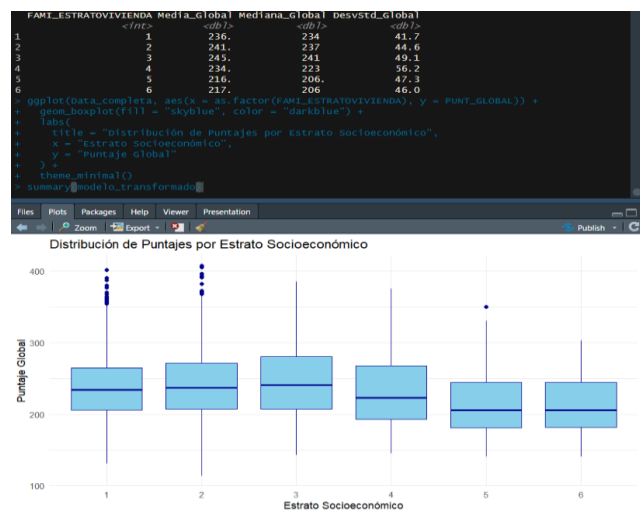 FAMI_ESTRATOVIVIENDA Media_Global Mediana_Global DesvStd_Global
<int> <dbl> <dbl> <dbl>
1 1 236. 234 41.7
2 2 241. 237 44.6
3 3 245. 241 49.1
4 4 234. 223 56.2
5 5 216. 206. 47.3
6 6 217. 206 46.0
> ggplot(Data_completa, aes(x = as.factor(FAMI_ESTRATOVIVIENDA), y = PUNT_GLOBAL)) +
+ geom_boxplot(fill = "skyblue", color = "darkblue") +
+ labs(
+ title = "Distribución de Puntajes por Estrato Socioeconómico",
+ x = "Estrato Socioeconómico",
+ y = "Puntaje Global"
+ ) +
+ theme_minimal()
> summary(modelo_transformado)
Files Plots Packages Help Viewer Presentation
Zoom Export Publish
Distribución de Puntajes por Estrato Socioeconómico
400
300
200
100
Puntaje Global
1 2 3 4 5 6
Estrato Socioeconómico